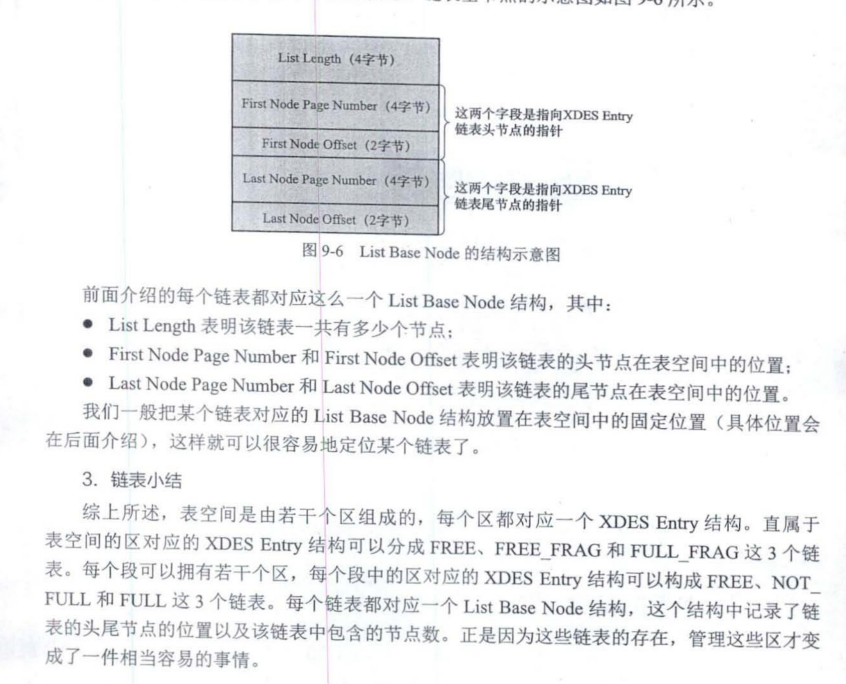 示意图如图 9-6 所示。
List Length（4字节）
First Node Page Number（4字节）
First Node Offset（2字节）
Last Node Page Number（4字节）
Last Node Offset（2字节）
这两个字段是指向XDES Entry
链表头节点的指针
这两个字段是指向XDES Entry
链表尾节点的指针
图 9-6 List Base Node 的结构示意图
前面介绍的每个链表都对应这么一个 List Base Node 结构，其中：
● List Length 表明该链表一共有多少个节点；
● First Node Page Number 和 First Node Offset 表明该链表的头节点在表空间中的位置；
● Last Node Page Number 和 Last Node Offset 表明该链表的尾节点在表空间中的位置。
我们一般把某个链表对应的 List Base Node 结构放置在表空间中的固定位置（具体位置会
在后面介绍），这样就可以很容易地定位某个链表了。
3．链表小结
综上所述，表空间是由若干个区组成的，每个区都对应一个 XDES Entry 结构。直属于
表空间的区对应的 XDES Entry 结构可以分成 FREE、FREE_FRAG 和 FULL_FRAG 这 3 个链
表。每个段可以拥有若干个区，每个段中的区对应的 XDES Entry 结构可以构成 FREE、NOT_
FULL 和 FULL 这 3 个链表。每个链表都对应一个 List Base Node 结构，这个结构中记录了链
表的头尾节点的位置以及该链表中包含的节点数。正是因为这些链表的存在，管理这些区才变
成了一件相当容易的事情。